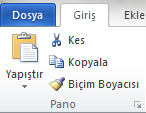 Dosya Giriş Ekle
Kes
Kopyala
Yapıştır
Biçim Boyacısı
Pano